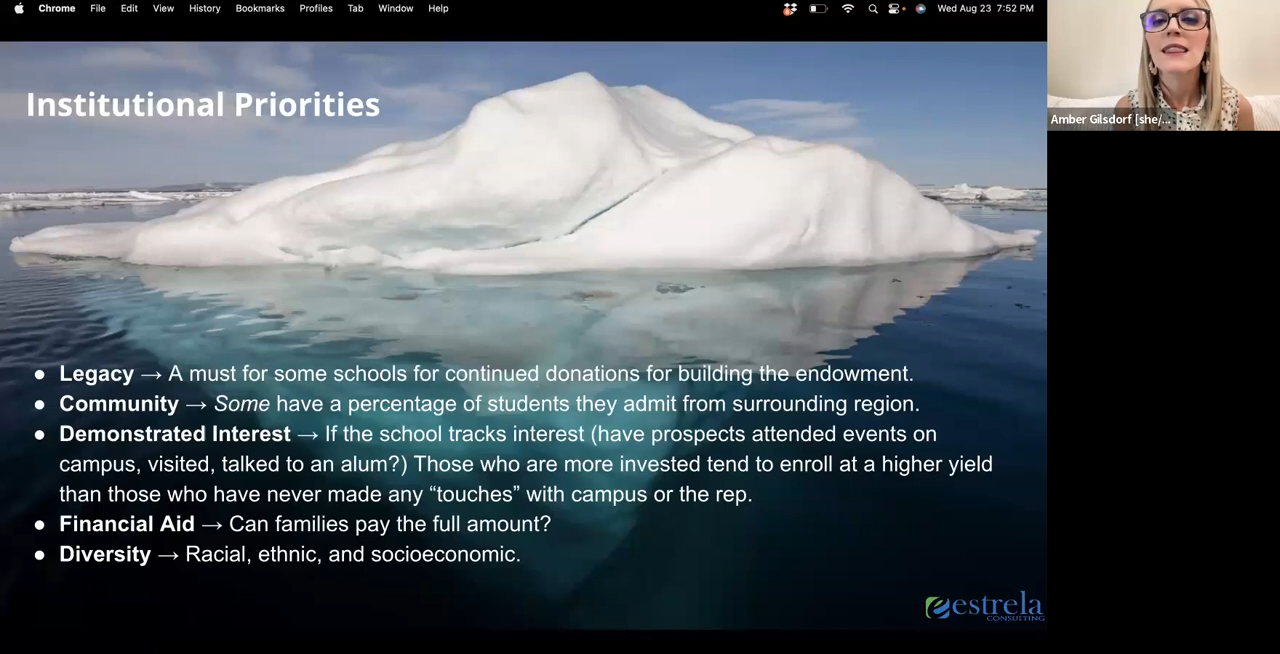 Chrome File Edit View History Bookmarks Profiles Tab Window Help Wed Aug 23 7:52 PM
Institutional Priorities
Amber Gilsdorf [she/...
● Legacy → A must for some schools for continued donations for building the endowment.
● Community → Some have a percentage of students they admit from surrounding region.
● Demonstrated Interest → If the school tracks interest (have prospects attended events on
campus, visited, talked to an alum?) Those who are more invested tend to enroll at a higher yield
than those who have never made any “touches” with campus or the rep.
● Financial Aid → Can families pay the full amount?
● Diversity → Racial, ethnic, and socioeconomic.
estrela
CONSULTING